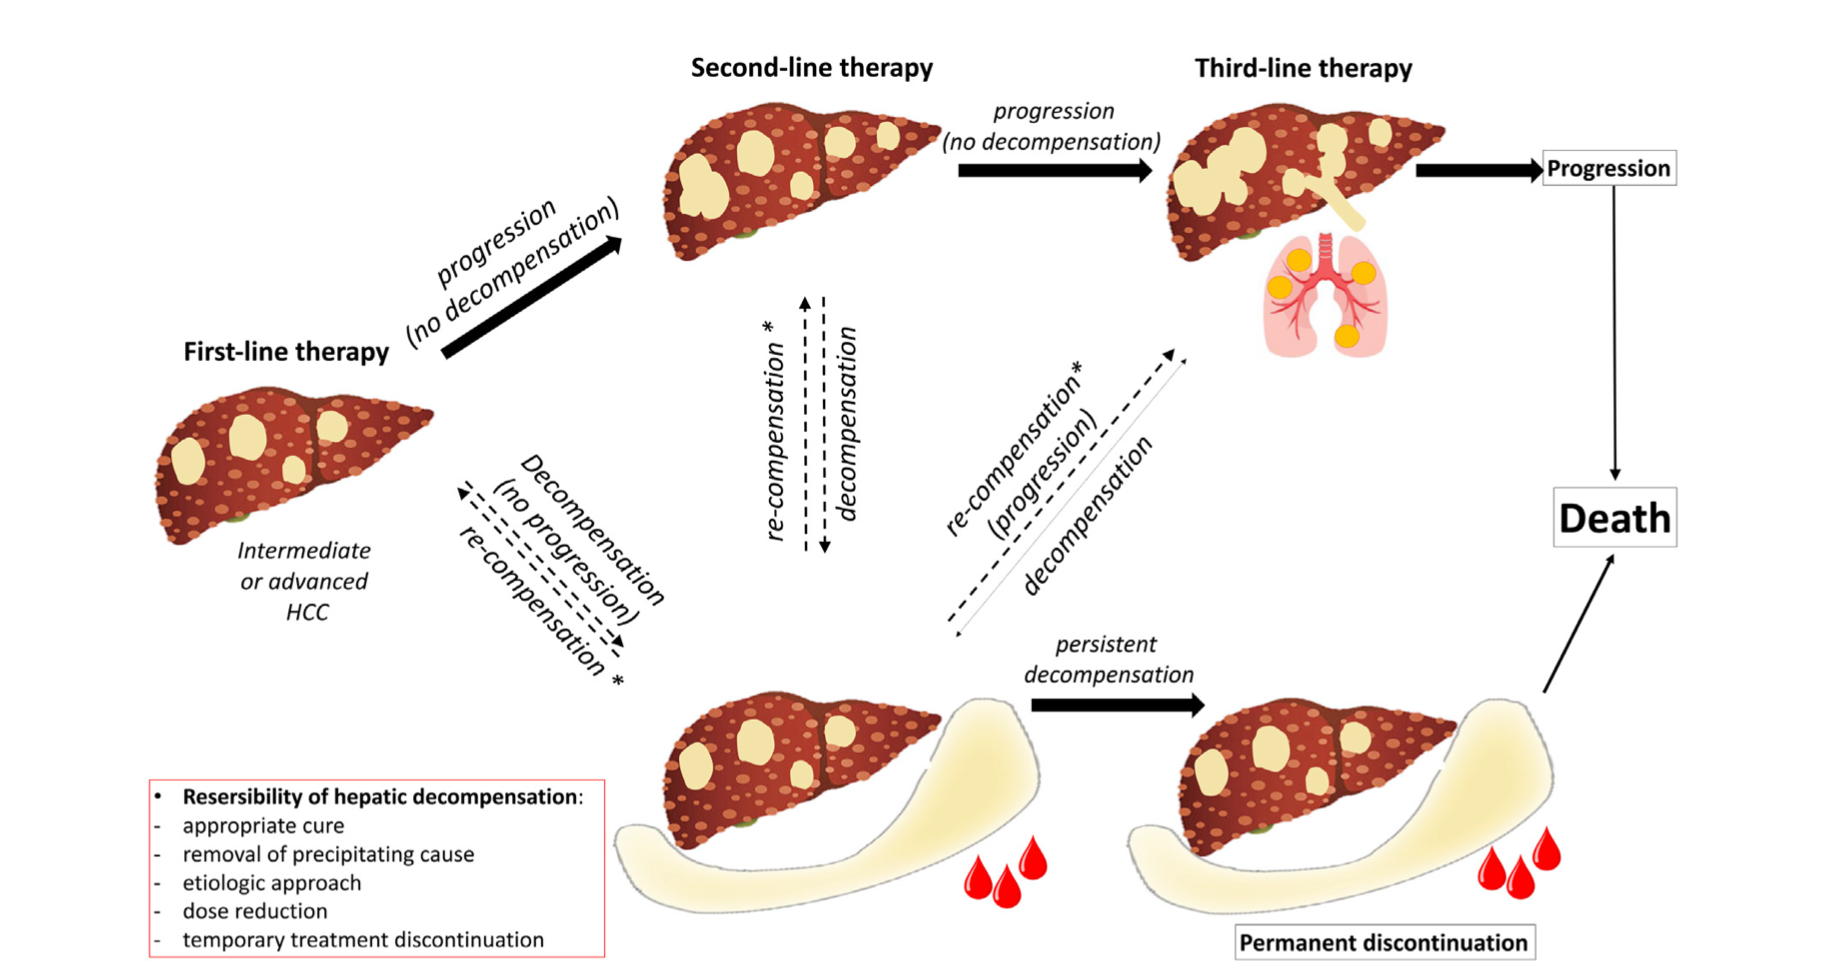 Second-line therapy
Third-line therapy
progression
(no decompensation)
Progression
progression
(no decompensation)
First-line therapy
Intermediate
or advanced
HCC
re-compensation *
decompensation
re-compensation*
(progression)
decompensation
Death
Decompensation
(no progression)
re-compensation *
persistent
decompensation
• Resersibility of hepatic decompensation:
- appropriate cure
- removal of precipitating cause
- etiologic approach
- dose reduction
- temporary treatment discontinuation
Permanent discontinuation